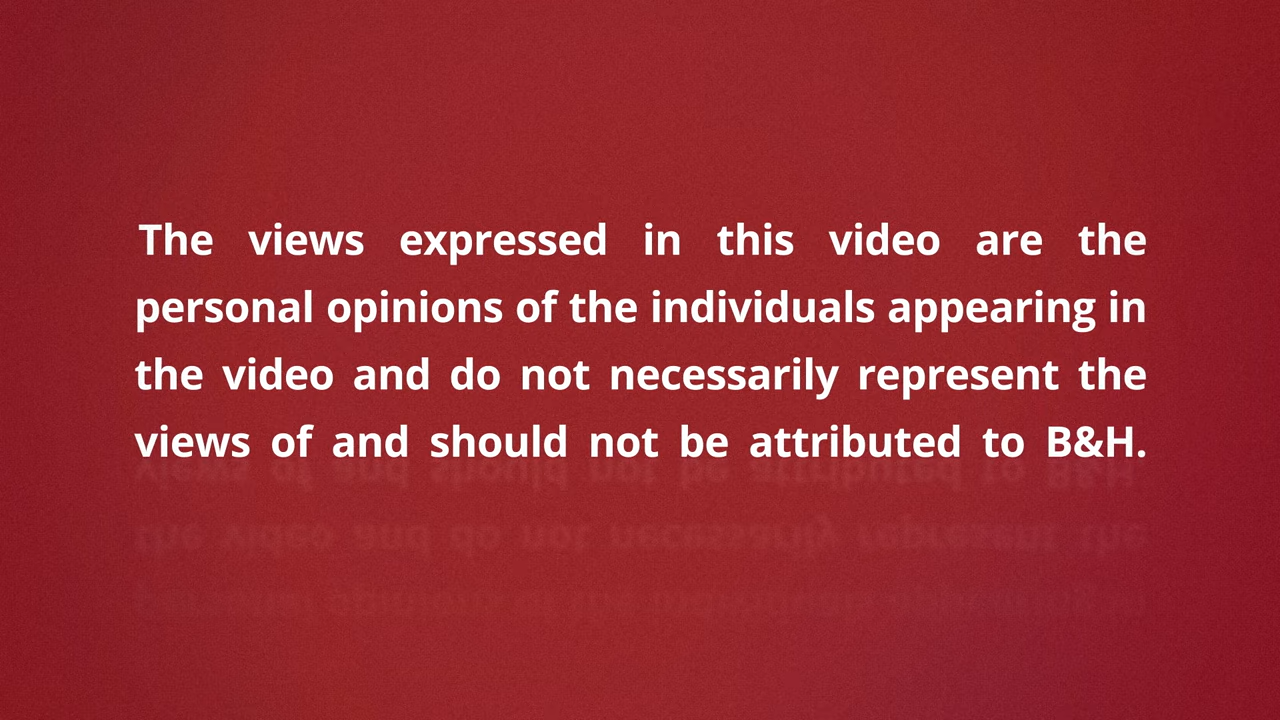 The views expressed in this video are the
personal opinions of the individuals appearing in
the video and do not necessarily represent the
views of and should not be attributed to B&H.